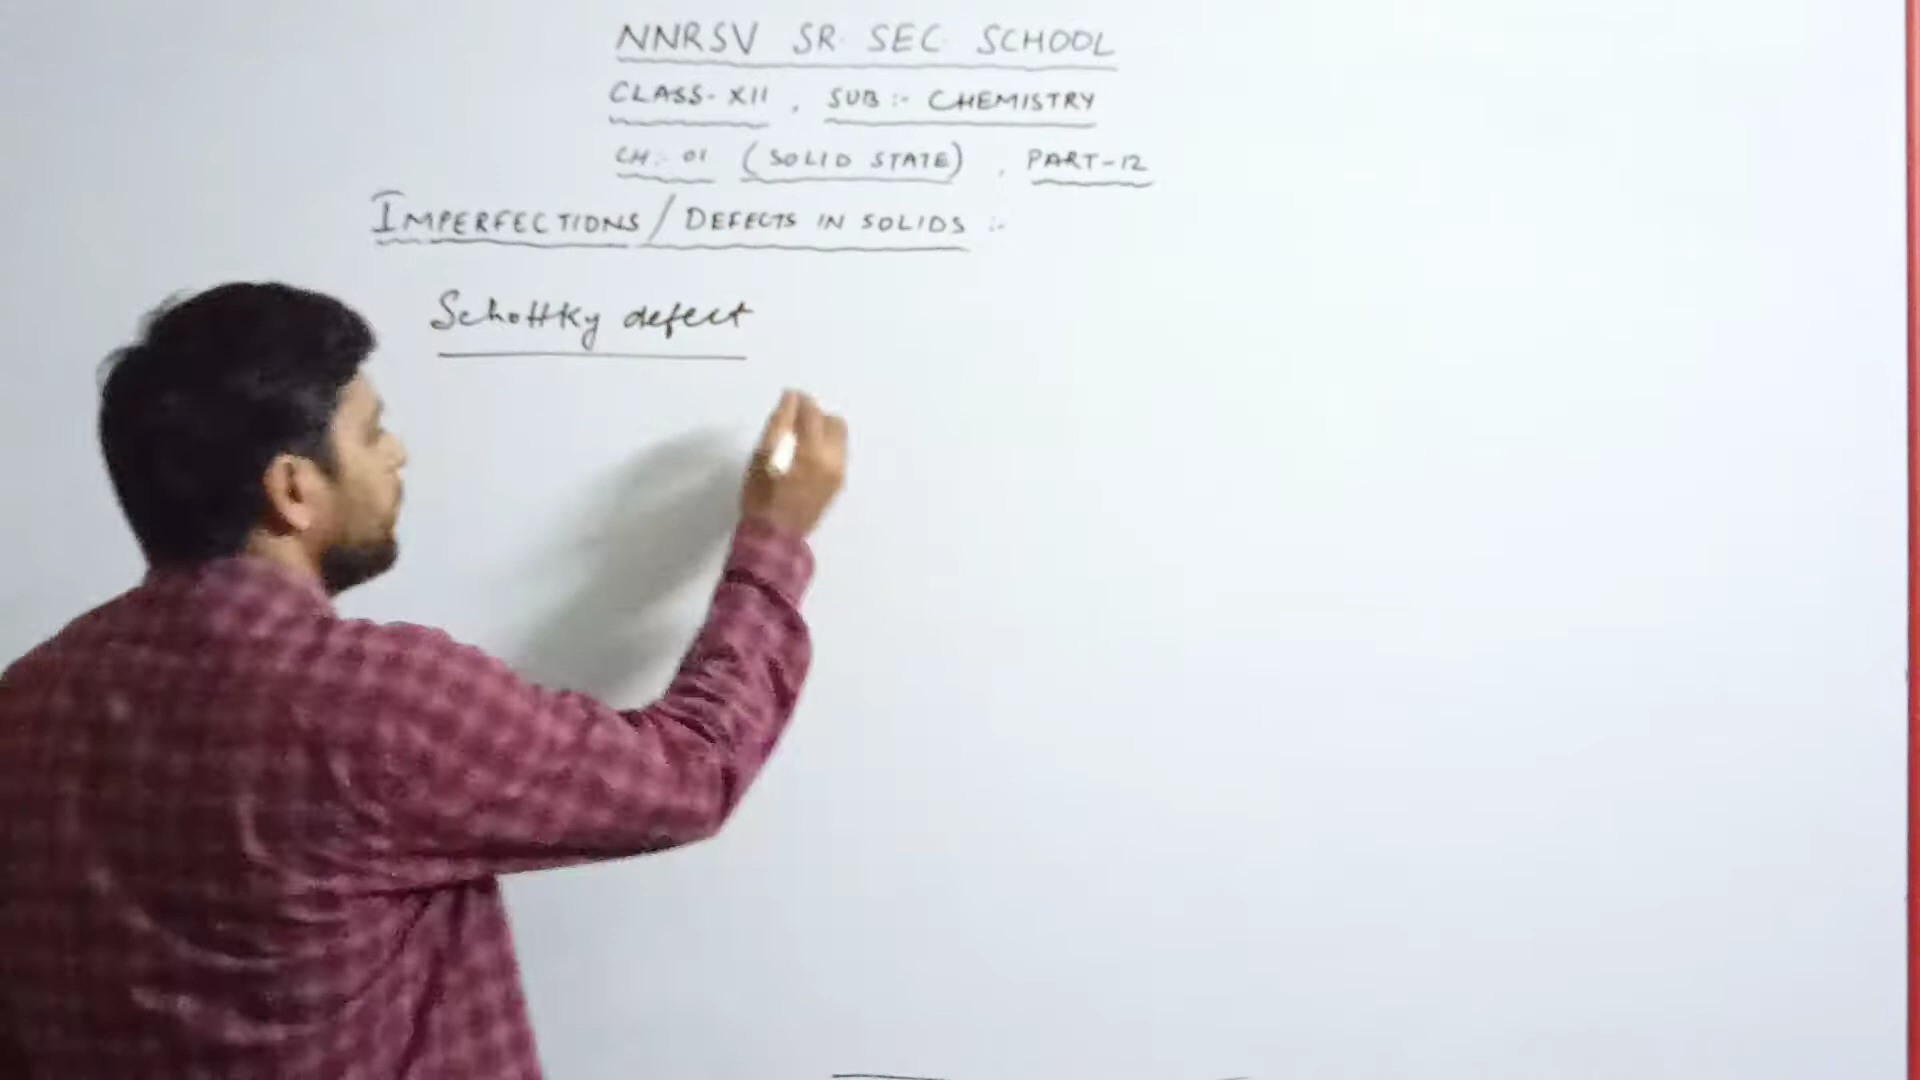 NNRSV SR. SEC. SCHOOL
CLASS-XII, SUB:- CHEMISTRY
CH:- 01 (SOLID STATE), PART-12
IMPERFECTIONS/DEFECTS IN SOLIDS :-
Schottky defect